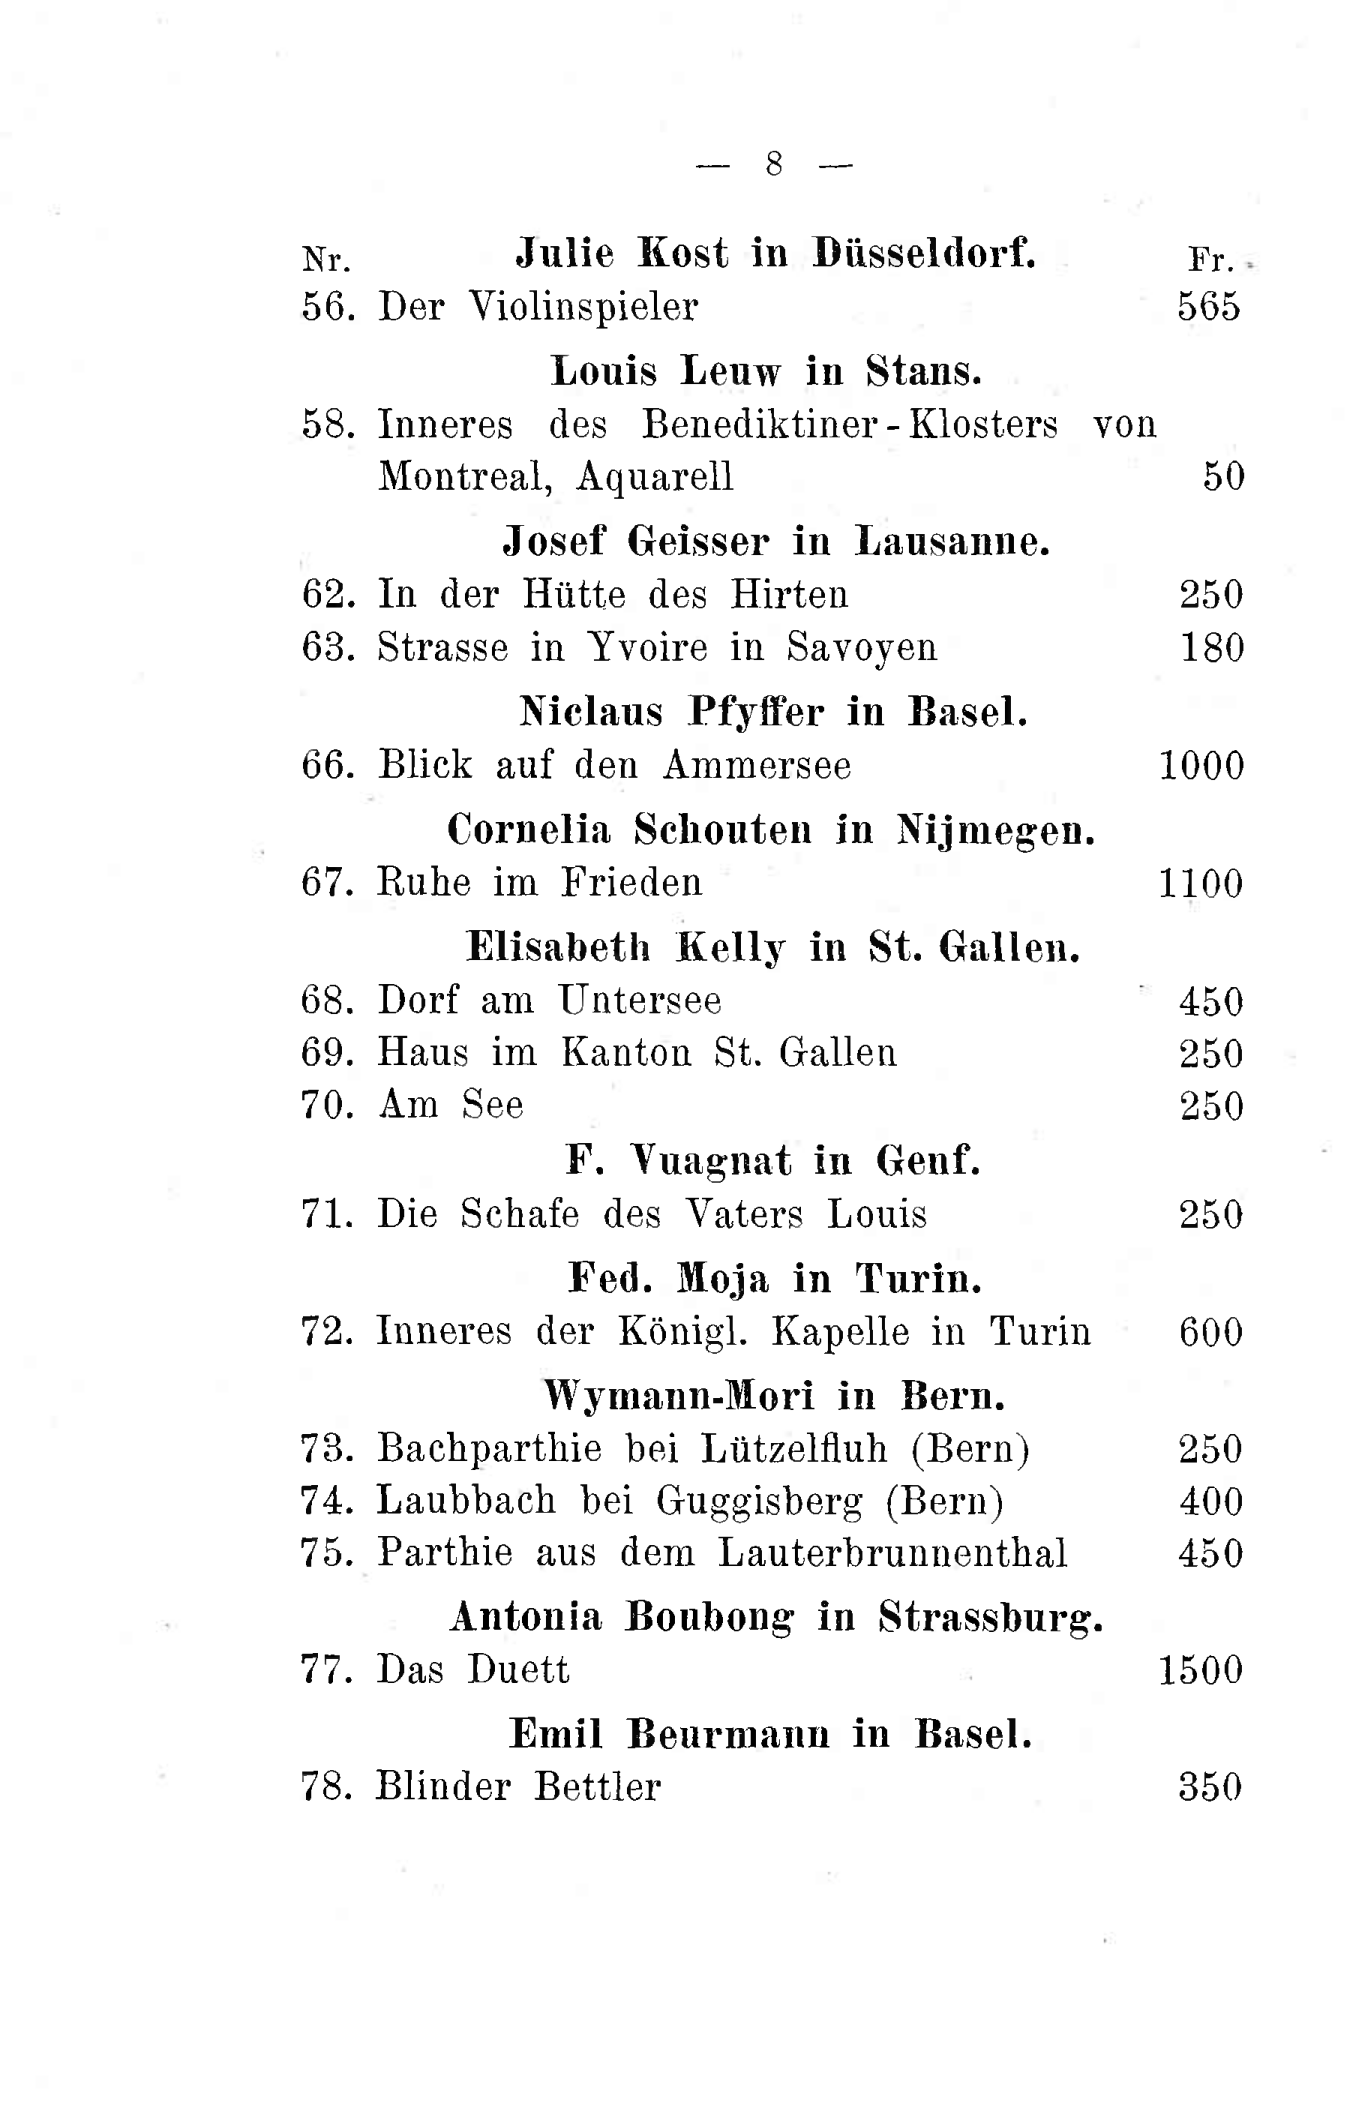 — 8 —
Nr. Julie Kost in Düsseldorf. Fr.
56. Der Violinspieler 565
Louis Leuw in Stans.
58. Inneres des Benediktiner-Klosters von
Montreal, Aquarell 50
Josef Geisser in Lausanne.
62. In der Hütte des Hirten 250
63. Strasse in Yvoire in Savoyen 180
Niclaus Pfyffer in Basel.
66. Blick auf den Ammersee 1000
Cornelia Schouten in Nijmegen.
67. Ruhe im Frieden 1100
Elisabeth Kelly in St. Gallen.
68. Dorf am Untersee 450
69. Haus im Kanton St. Gallen 250
70. Am See 250
F. Vuagnat in Genf.
71. Die Schafe des Vaters Louis 250
Fed. Moja in Turin.
72. Inneres der Königl. Kapelle in Turin 600
Wymann-Mori in Bern.
73. Bachparthie bei Lützelfluh (Bern) 250
74. Laubbach bei Guggisberg (Bern) 400
75. Parthie aus dem Lauterbrunnenthal 450
Antonia Boubong in Strassburg.
77. Das Duett 1500
Emil Beurmann in Basel.
78. Blinder Bettler 350